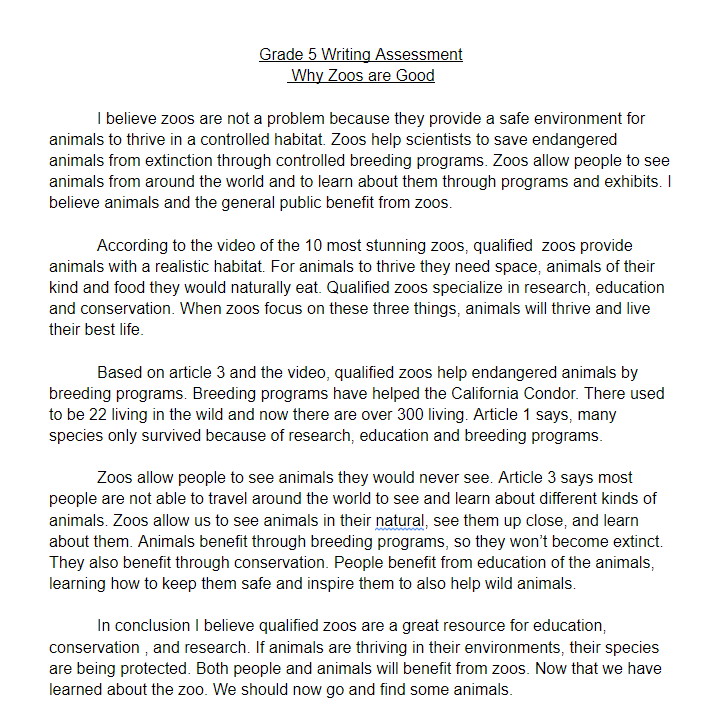 Grade 5 Writing Assessment
Why Zoos are Good
I believe zoos are not a problem because they provide a safe environment for
animals to thrive in a controlled habitat. Zoos help scientists to save endangered
animals from extinction through controlled breeding programs. Zoos allow people to see
animals from around the world and to learn about them through programs and exhibits. I
believe animals and the general public benefit from zoos.
According to the video of the 10 most stunning zoos, qualified  zoos provide
animals with a realistic habitat. For animals to thrive they need space, animals of their
kind and food they would naturally eat. Qualified zoos specialize in research, education
and conservation. When zoos focus on these three things, animals will thrive and live
their best life.
Based on article 3 and the video, qualified zoos help endangered animals by
breeding programs. Breeding programs have helped the California Condor. There used
to be 22 living in the wild and now there are over 300 living. Article 1 says, many
species only survived because of research, education and breeding programs.
Zoos allow people to see animals they would never see. Article 3 says most
people are not able to travel around the world to see and learn about different kinds of
animals. Zoos allow us to see animals in their natural, see them up close, and learn
about them. Animals benefit through breeding programs, so they won’t become extinct.
They also benefit through conservation. People benefit from education of the animals,
learning how to keep them safe and inspire them to also help wild animals.
In conclusion I believe qualified zoos are a great resource for education,
conservation , and research. If animals are thriving in their environments, their species
are being protected. Both people and animals will benefit from zoos. Now that we have
learned about the zoo. We should now go and find some animals.